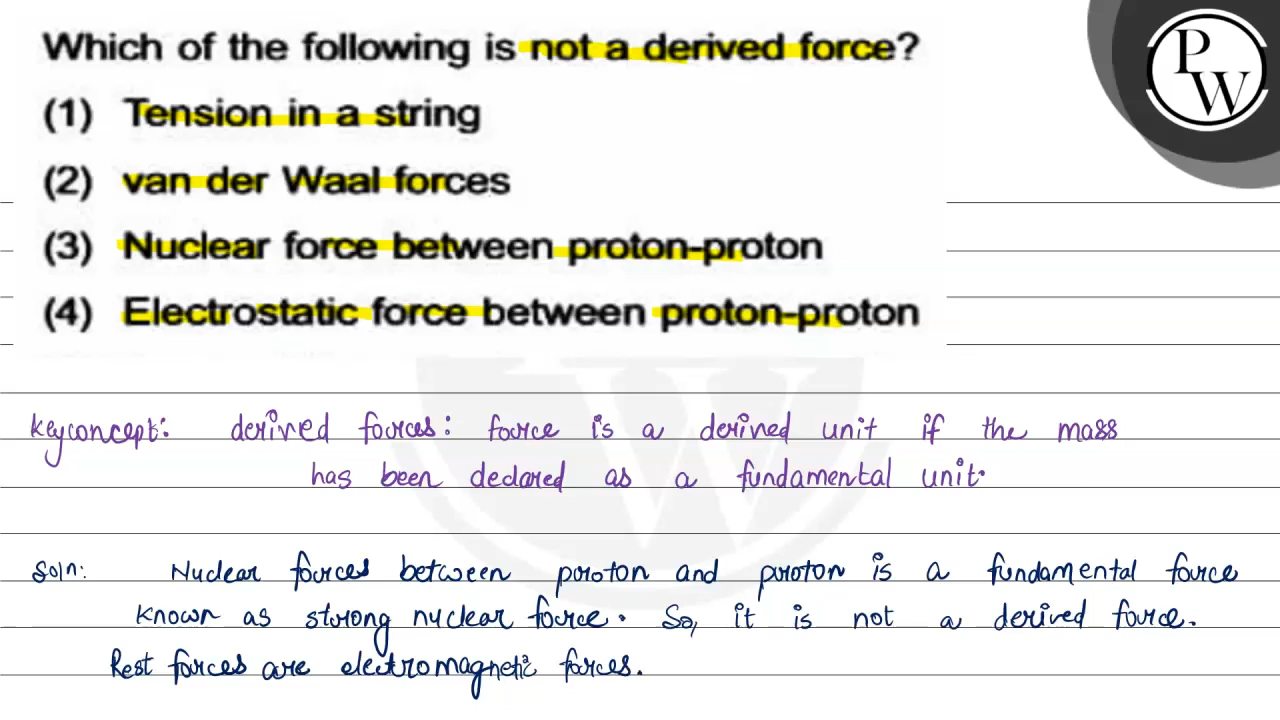 Which of the following is not a derived force?
(1) Tension in a string
(2) van der Waal forces
(3) Nuclear force between proton-proton
(4) Electrostatic force between proton-proton
P
W
Keyconcept: derived forces: force is a derived unit if the mass
has been declared as a fundamental unit.
Soln: Nuclear forces between proton and proton is a fundamental force
known as strong nuclear force. So, it is not a derived force.
Rest forces are electromagnetic forces.